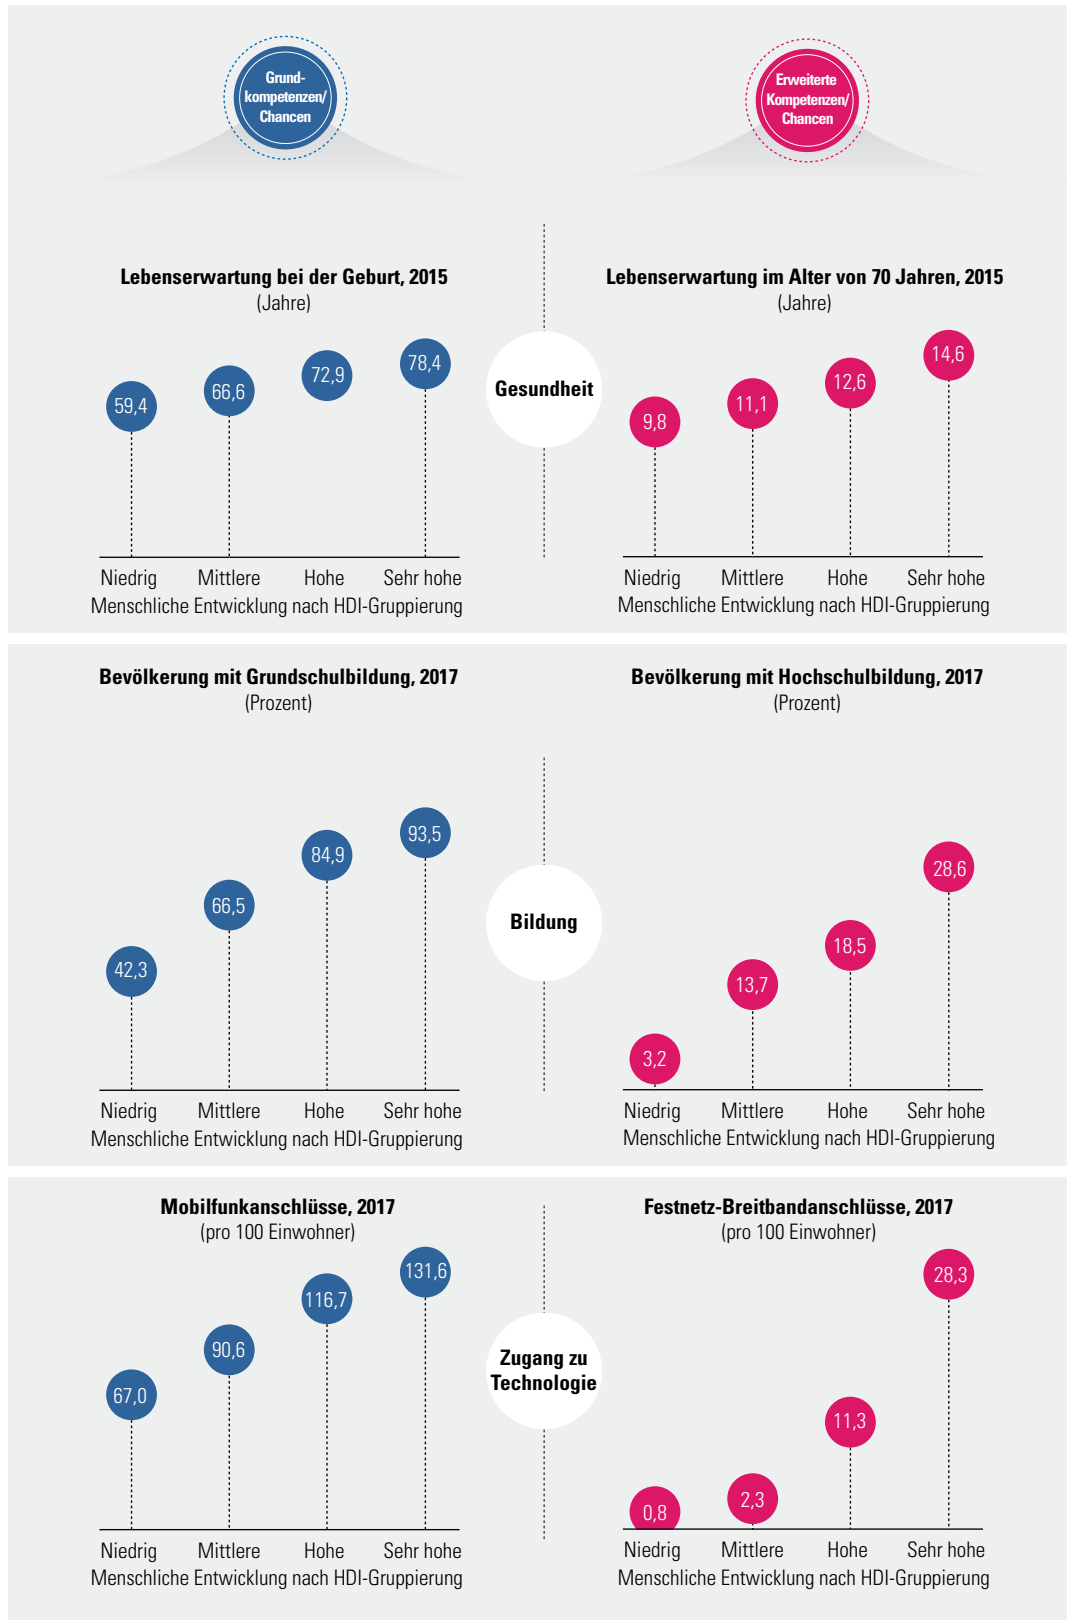 Grund-
kompetenzen/
Chancen
Erweiterte
Kompetenzen/
Chancen
Lebenserwartung bei der Geburt, 2015
(Jahre)
59,4
66,6
72,9
78,4
Niedrig Mittlere Hohe Sehr hohe
Menschliche Entwicklung nach HDI-Gruppierung
Gesundheit
Lebenserwartung im Alter von 70 Jahren, 2015
(Jahre)
9,8
11,1
12,6
14,6
Niedrig Mittlere Hohe Sehr hohe
Menschliche Entwicklung nach HDI-Gruppierung
Bevölkerung mit Grundschulbildung, 2017
(Prozent)
42,3
66,5
84,9
93,5
Niedrig Mittlere Hohe Sehr hohe
Menschliche Entwicklung nach HDI-Gruppierung
Bildung
Bevölkerung mit Hochschulbildung, 2017
(Prozent)
3,2
13,7
18,5
28,6
Niedrig Mittlere Hohe Sehr hohe
Menschliche Entwicklung nach HDI-Gruppierung
Mobilfunkanschlüsse, 2017
(pro 100 Einwohner)
67,0
90,6
116,7
131,6
Niedrig Mittlere Hohe Sehr hohe
Menschliche Entwicklung nach HDI-Gruppierung
Zugang zu
Technologie
Festnetz-Breitbandanschlüsse, 2017
(pro 100 Einwohner)
0,8
2,3
11,3
28,3
Niedrig Mittlere Hohe Sehr hohe
Menschliche Entwicklung nach HDI-Gruppierung